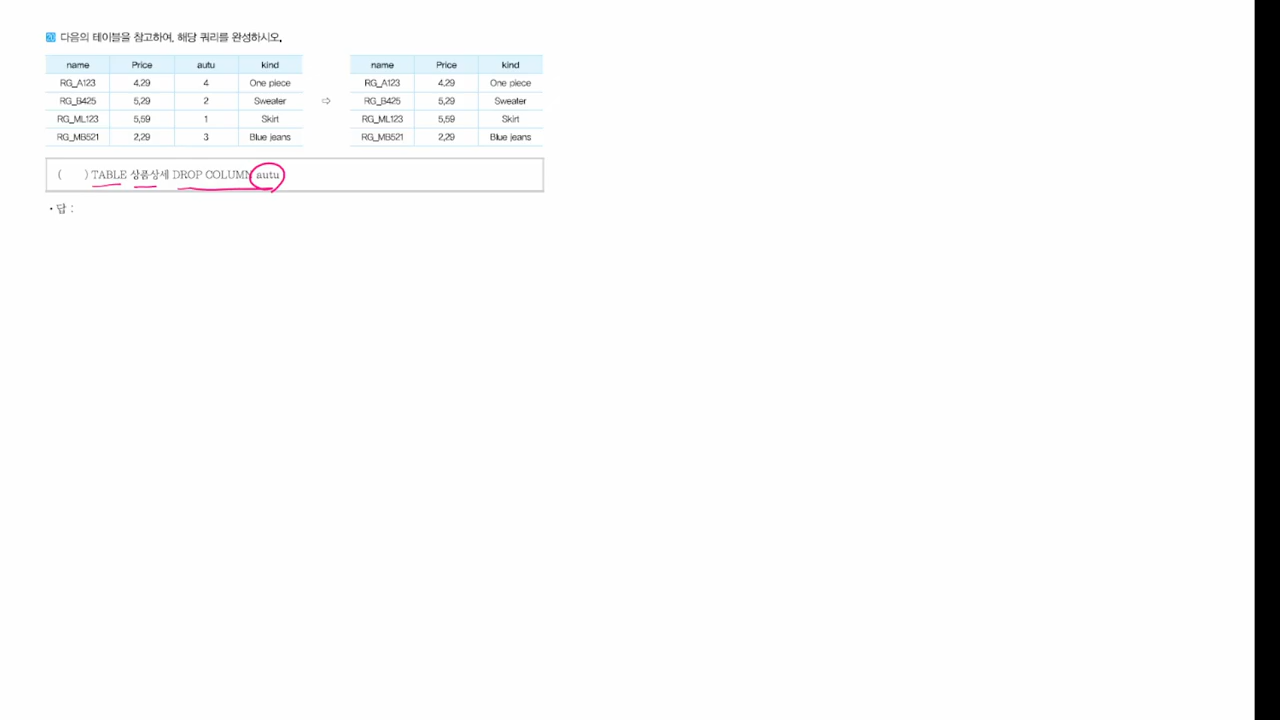 20 다음의 테이블을 참고하여, 해당 쿼리를 완성하시오.
name Price autu kind name Price kind
RG_A123 4,29 4 One piece RG_A123 4,29 One piece
RG_B425 5,29 2 Sweater ⇨ RG_B425 5,29 Sweater
RG_ML123 5,59 1 Skirt RG_ML123 5,59 Skirt
RG_MB521 2,29 3 Blue jeans RG_MB521 2,29 Blue jeans
( ) TABLE 상품상세 DROP COLUMN autu
• 답 :